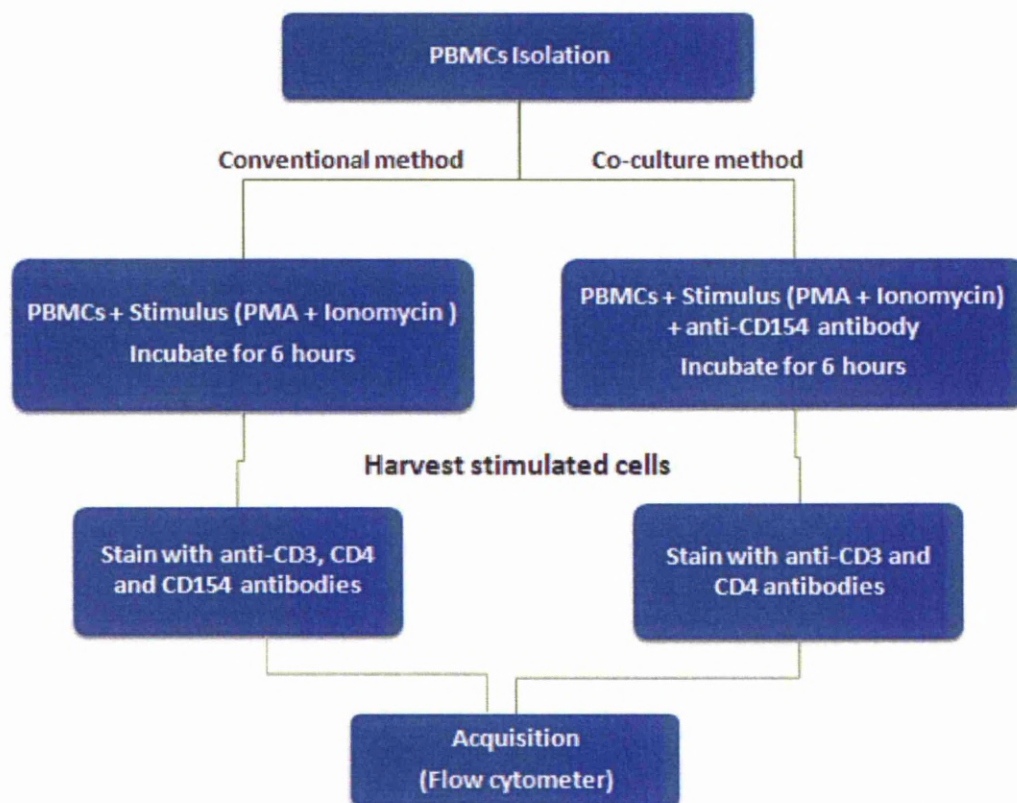 PBMCs Isolation
Conventional method
Co-culture method
PBMCs + Stimulus (PMA + Ionomycin )
Incubate for 6 hours
PBMCs + Stimulus (PMA + Ionomycin)
+ anti-CD154 antibody
Incubate for 6 hours
Harvest stimulated cells
Stain with anti-CD3, CD4
and CD154 antibodies
Stain with anti-CD3 and
CD4 antibodies
Acquisition
(Flow cytometer)